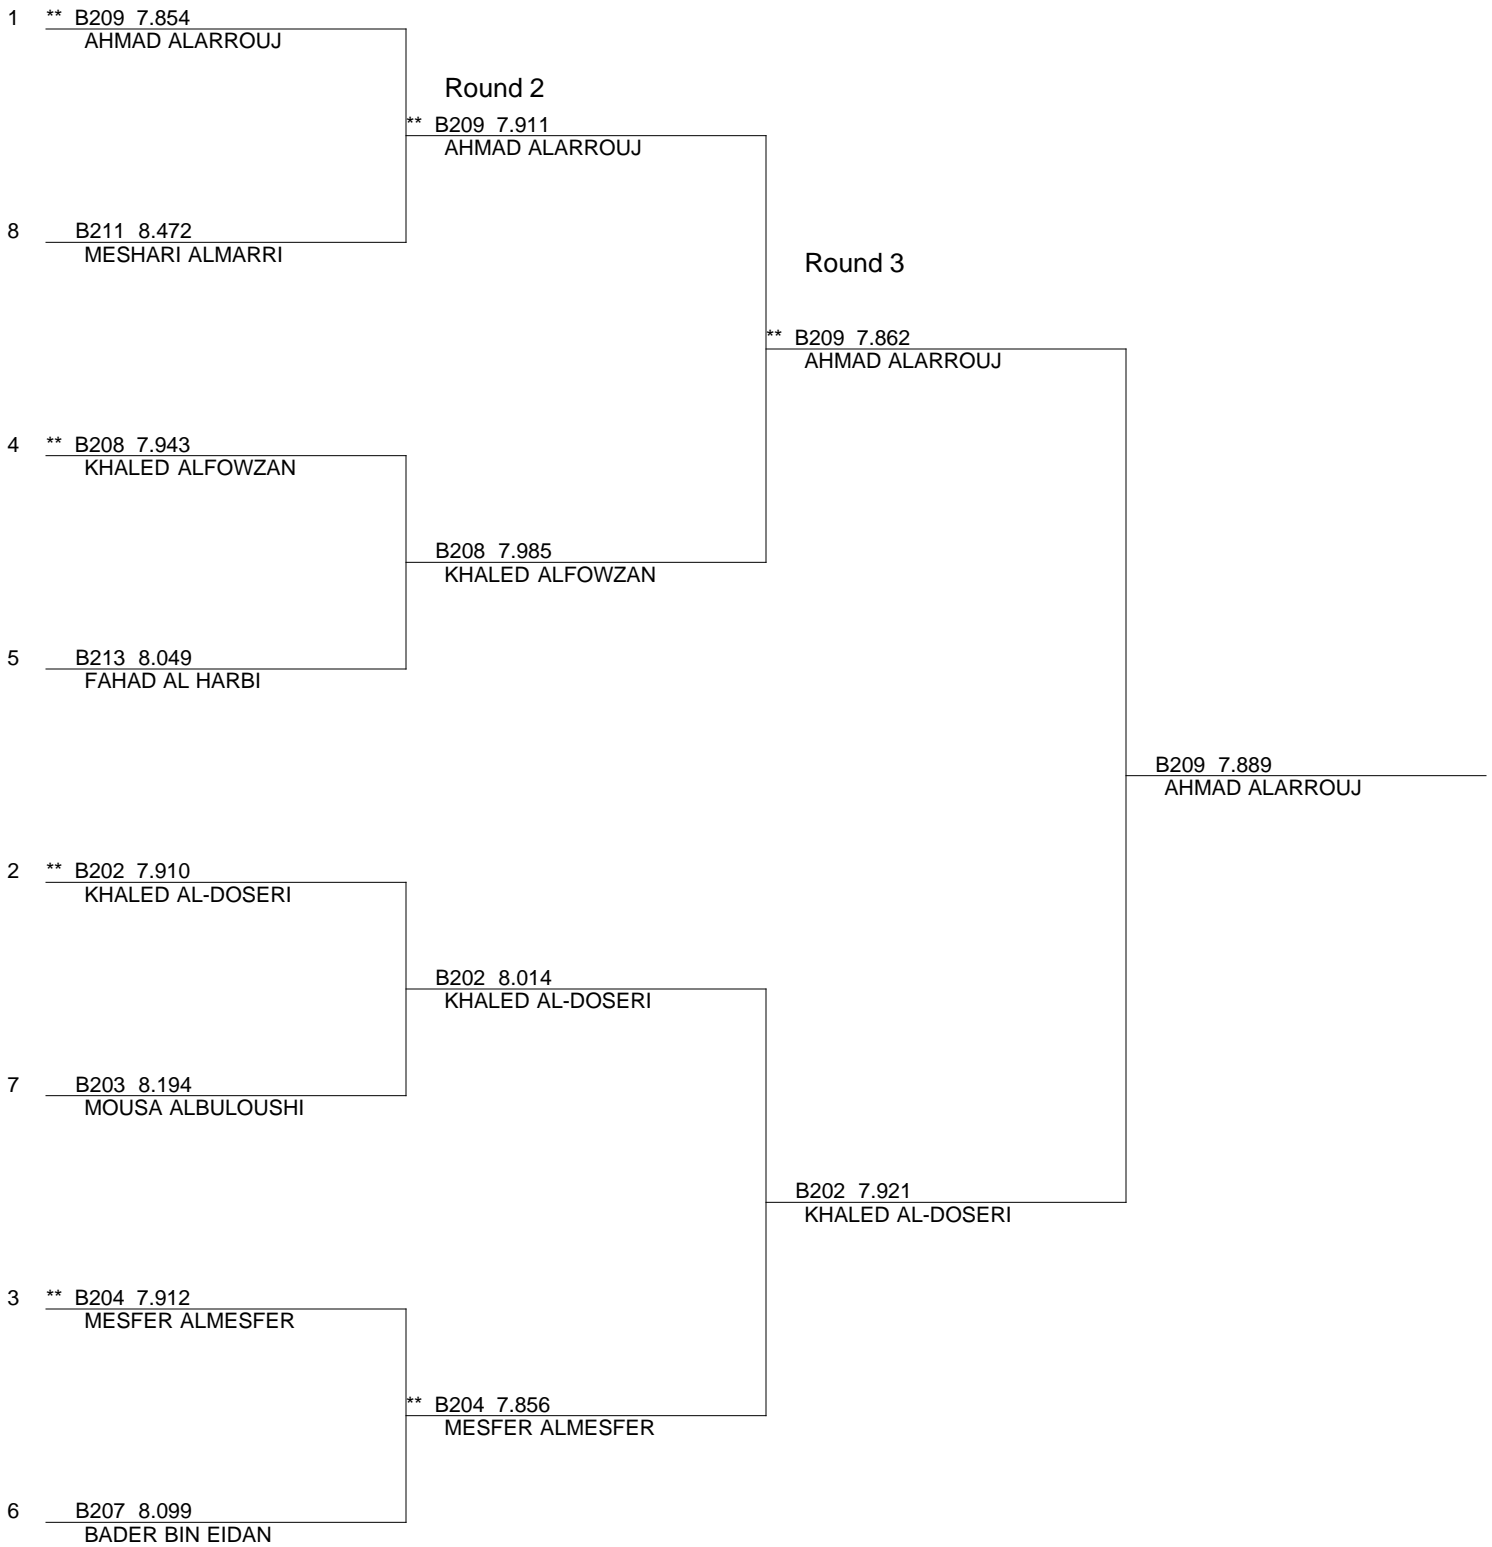 1 ** B209 7.854
AHMAD ALARROUJ
Round 2
** B209 7.911
AHMAD ALARROUJ
8 B211 8.472
MESHARI ALMARRI
Round 3
** B209 7.862
AHMAD ALARROUJ
4 ** B208 7.943
KHALED ALFOWZAN
B208 7.985
KHALED ALFOWZAN
5 B213 8.049
FAHAD AL HARBI
B209 7.889
AHMAD ALARROUJ
2 ** B202 7.910
KHALED AL-DOSERI
B202 8.014
KHALED AL-DOSERI
7 B203 8.194
MOUSA ALBULOUSHI
B202 7.921
KHALED AL-DOSERI
3 ** B204 7.912
MESFER ALMESFER
** B204 7.856
MESFER ALMESFER
6 B207 8.099
BADER BIN EIDAN